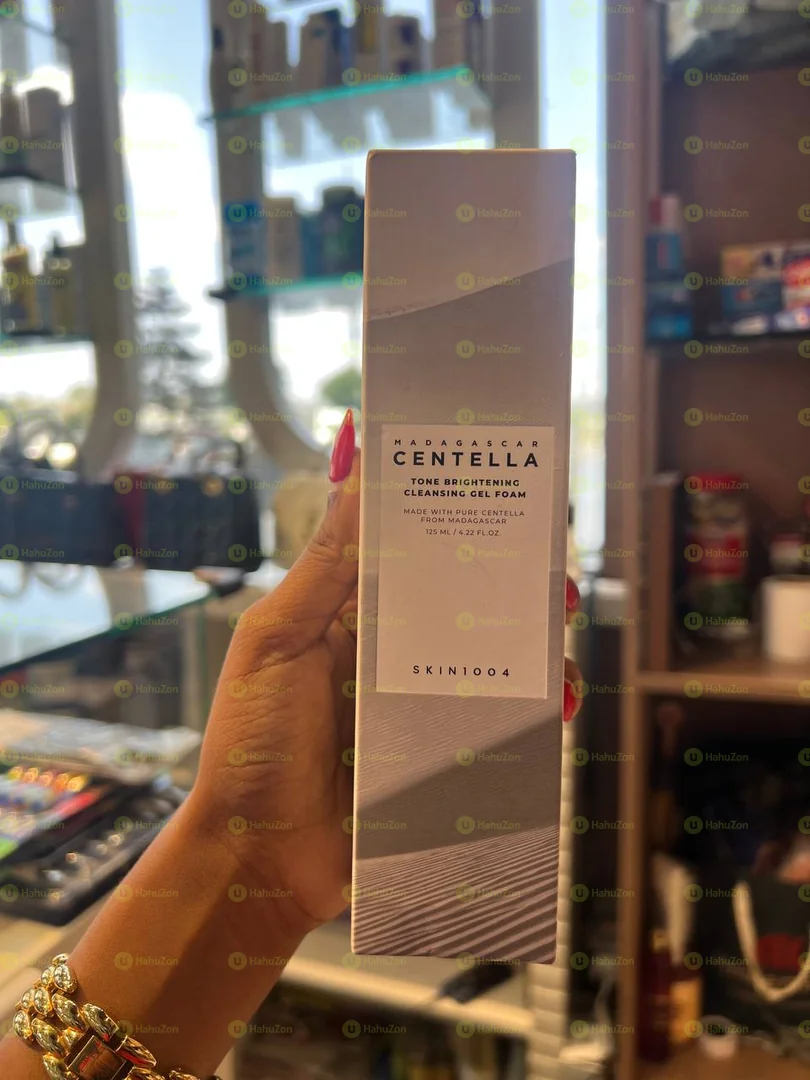 MADAGASCAR
CENTELLA
TONE BRIGHTENING
CLEANSING GEL FOAM
MADE WITH PURE CENTELLA
FROM MADAGASCAR
125 ML / 4.22 FL.OZ.
SKIN1004
HahuZon